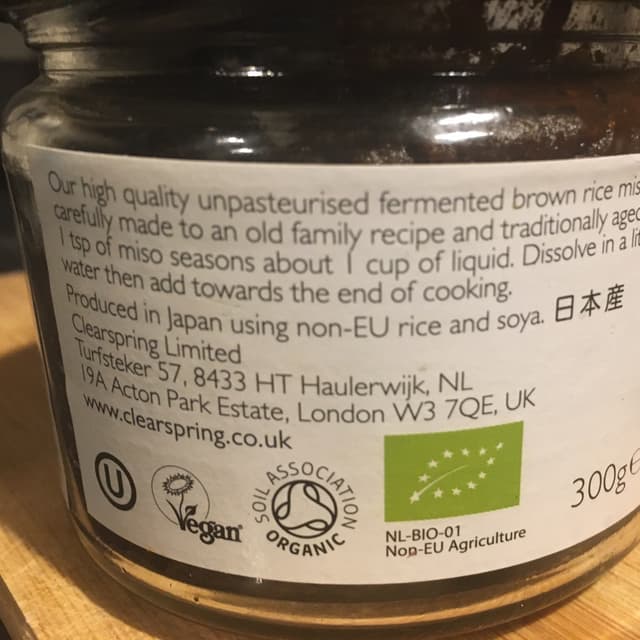 Our high quality unpasteurised fermented brown rice
carefully made to an old family recipe and traditionally aged
1 tsp of miso seasons about 1 cup of liquid. Dissolve in a
water then add towards the end of cooking.
Produced in Japan using non-EU rice and soya. 日本産
Clearspring Limited
Turfsteker 57, 8433 HT Haulerwijk, NL
19A Acton Park Estate, London W3 7QE, UK
www.clearspring.co.uk
U
Vegan
SOIL ASSOCIATION
ORGANIC
NL-BIO-01
Non-EU Agriculture
300g℮